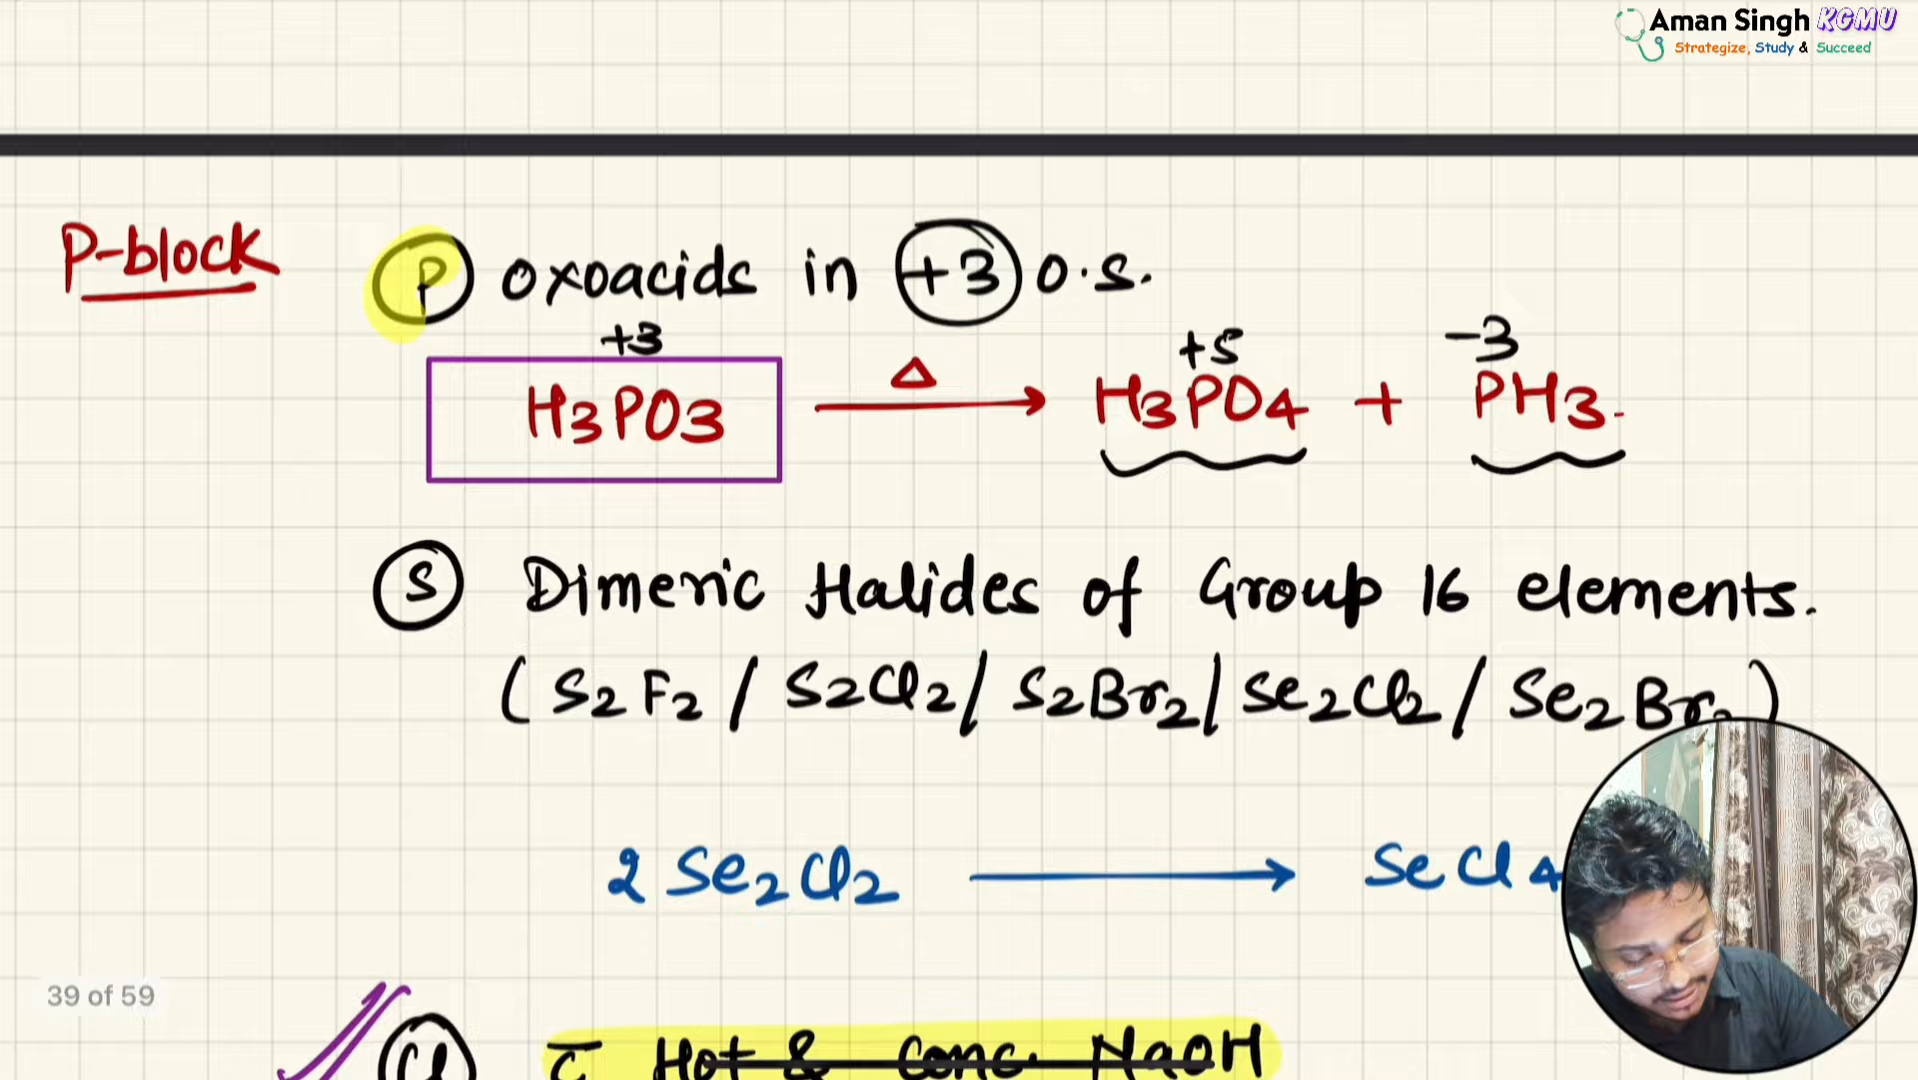 Aman Singh KGMU
Strategize, Study & Succeed
P-block
P oxoacids in +3 o.s.
+3 +5 -3
H3PO3 Δ → H3PO4 + PH3.
S Dimeric Halides of Group 16 elements.
( S2F2 / S2Cl2 / S2Br2 / Se2Cl2 / Se2Br2 )
2 Se2Cl2 → SeCl4
39 of 59
Cl c̄ Hot & conc. NaOH